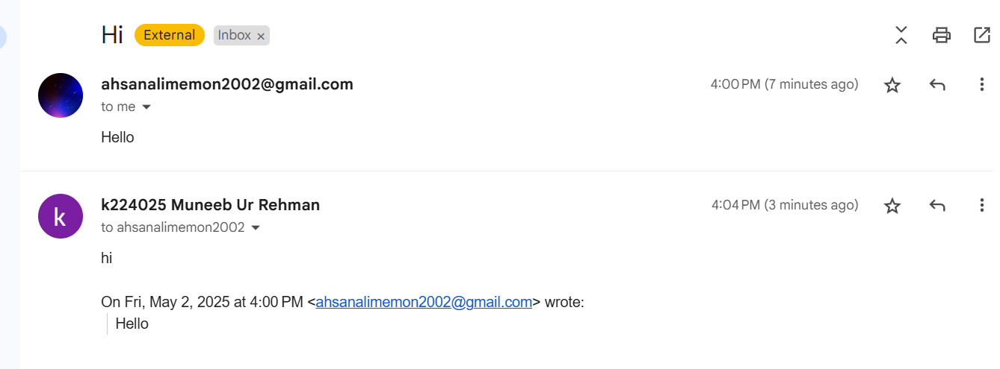 Hi External Inbox ×
ahsanalimemon2002@gmail.com 4:00 PM (7 minutes ago)
to me
Hello
k
k224025 Muneeb Ur Rehman 4:04 PM (3 minutes ago)
to ahsanalimemon2002
hi
On Fri, May 2, 2025 at 4:00 PM <ahsanalimemon2002@gmail.com> wrote:
Hello